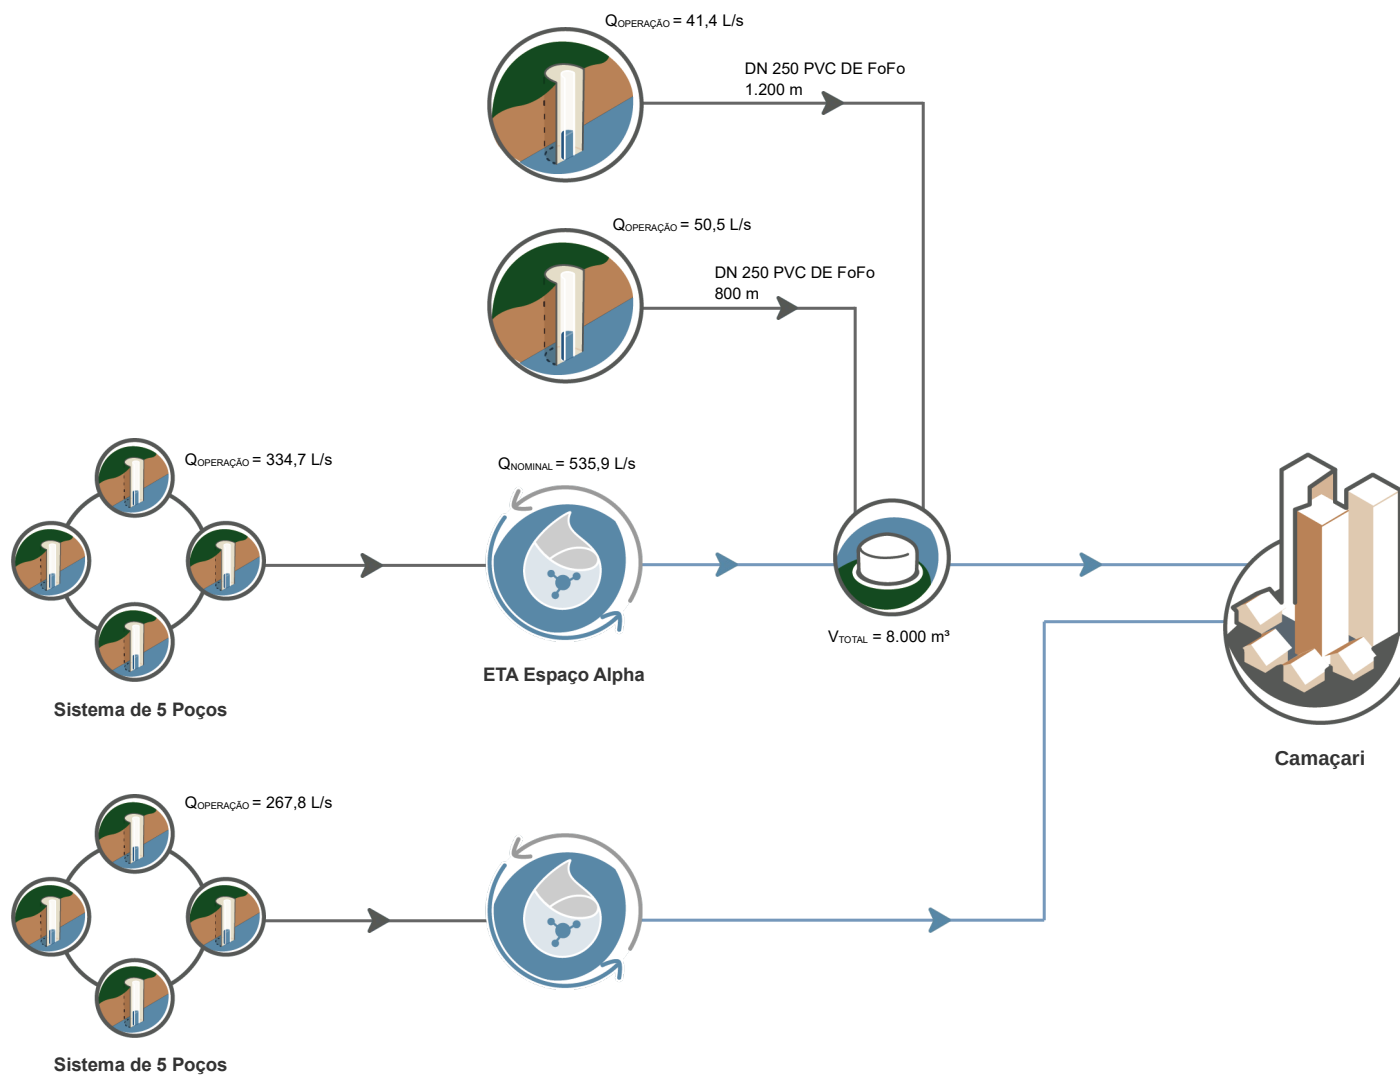 QOPERAÇÃO = 41,4 L/s
DN 250 PVC DE FoFo
1.200 m
QOPERAÇÃO = 50,5 L/s
DN 250 PVC DE FoFo
800 m
QOPERAÇÃO = 334,7 L/s
QNOMINAL = 535,9 L/s
VTOTAL = 8.000 m³
ETA Espaço Alpha
Sistema de 5 Poços
Camaçari
QOPERAÇÃO = 267,8 L/s
Sistema de 5 Poços